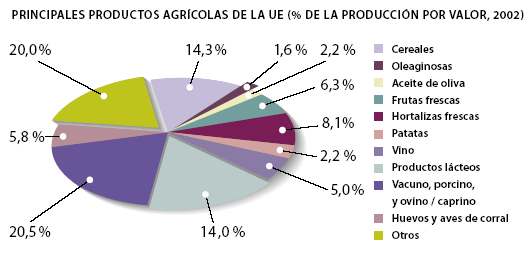 PRINCIPALES PRODUCTOS AGRÍCOLAS DE LA UE (% DE LA PRODUCCIÓN POR VALOR, 2002)
20,0 %
14,3 %
1,6 %
2,2 %
6,3 %
8,1%
2,2 %
5,0%
14,0 %
20,5 %
5,8 %
Cereales
Oleaginosas
Aceite de oliva
Frutas frescas
Hortalizas frescas
Patatas
Vino
Productos lácteos
Vacuno, porcino,
y ovino / caprino
Huevos y aves de corral
Otros